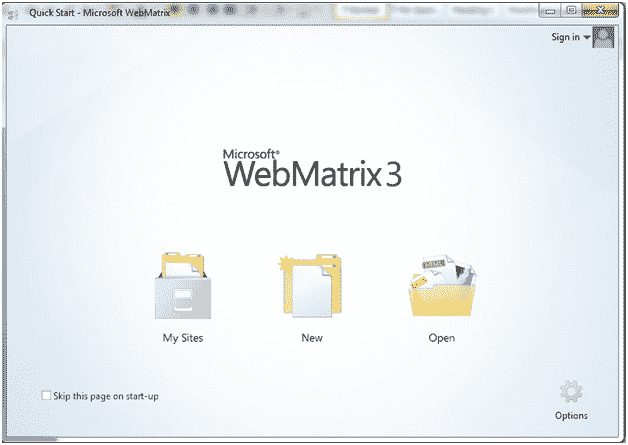 Quick Start - Microsoft WebMatrix
Sign in
Microsoft®
WebMatrix 3
My Sites
New
Open
Skip this page on start-up
Options